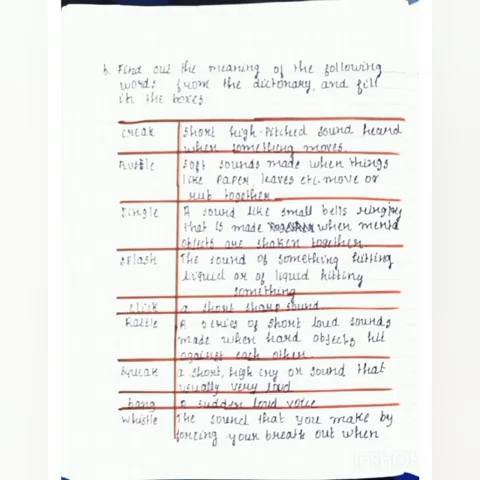 b. Find out the meaning of the following
words from the dictionary, and fill
in the boxes.
creak short high-pitched sound heard
when something moves.
Rustle soft sounds made when things
like paper, leaves etc. move or
rub together
Jingle A sound like small bells ringing
that is made when metal
objects are shaken together.
splash The sound of something hitting
liquid or of liquid hitting
something
click a short sharp sound
Rattle A series of short loud sounds
made when hard objects hit
against each other.
squeak a short, high cry or sound that
usually very loud
bang A sudden loud voice
whistle The sound that you make by
forcing your breath out when